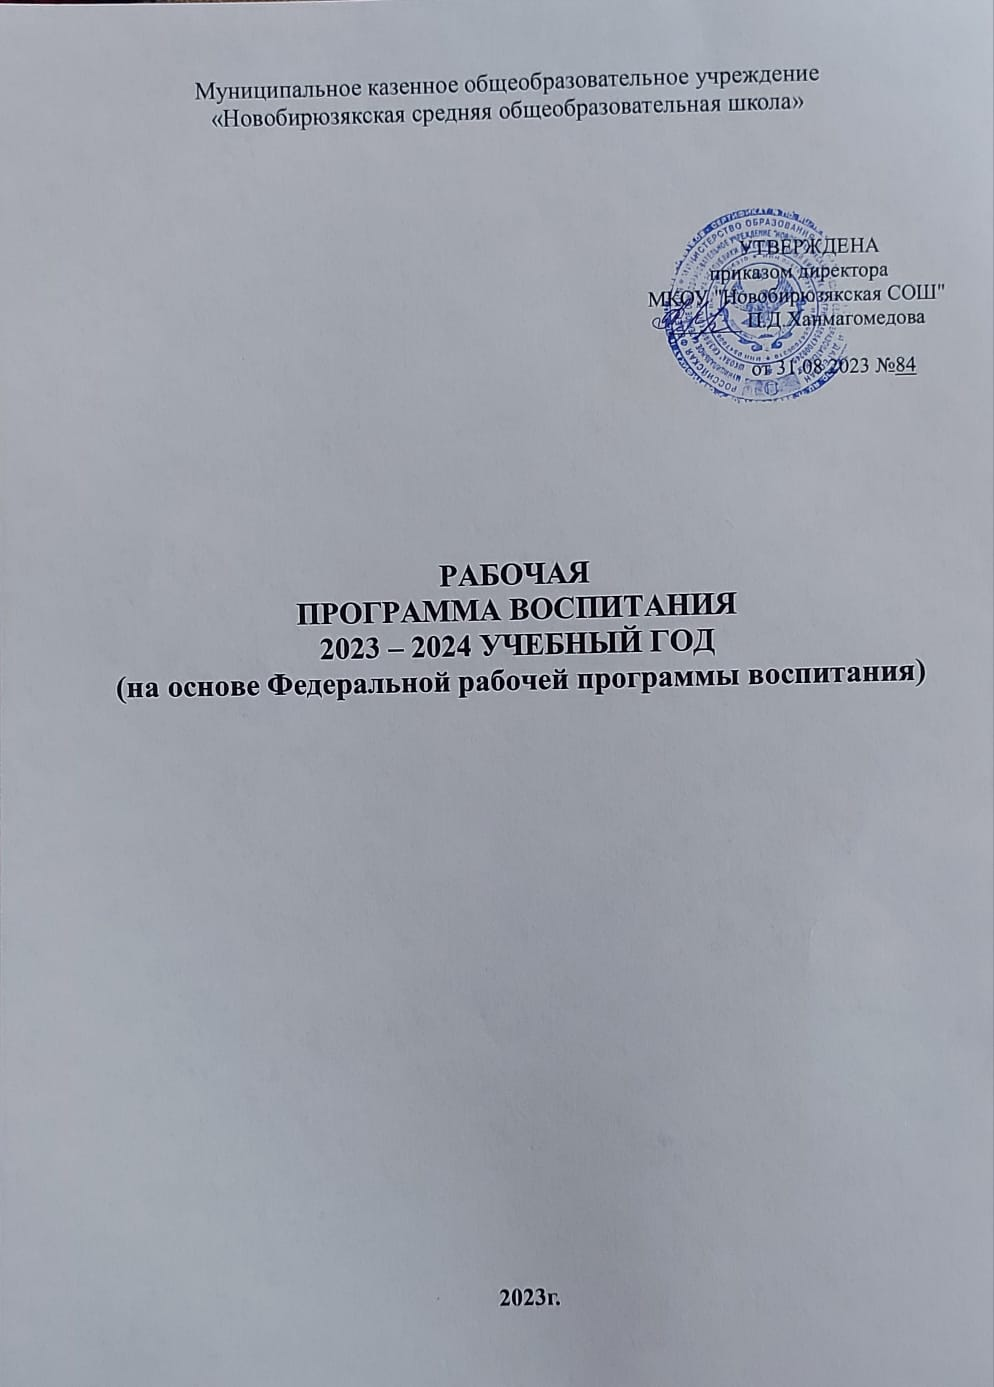 Муниципальное казенное общеобразовательное учреждение
«Новобирюзякская средняя общеобразовательная школа»
УТВЕРЖДЕНА
приказом директора
МКОУ "Новобирюзякская СОШ"
П.Д.Ханмагомедова
от 31.08.2023 №84
РАБОЧАЯ
ПРОГРАММА ВОСПИТАНИЯ
2023 – 2024 УЧЕБНЫЙ ГОД
(на основе Федеральной рабочей программы воспитания)
2023г.